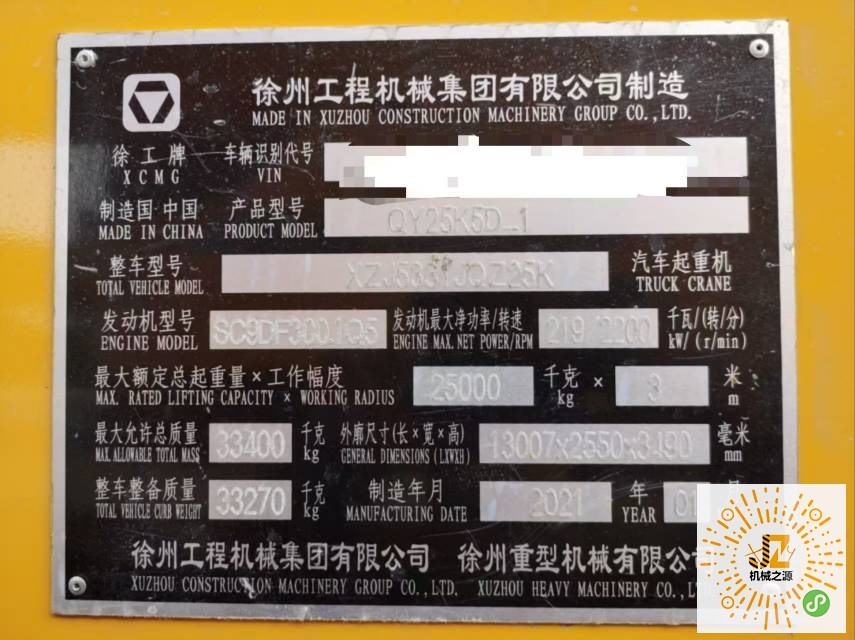 徐州工程机械集团有限公司制造
MADE IN XUZHOU CONSTRUCTION MACHINERY GROUP CO.,LTD.
徐工牌 车辆识别代号
XCMG VIN
制造国 中国 产品型号 QY25K5D_1
MADE IN CHINA PRODUCT MODEL
整车型号 XZJ5331JQZ25K 汽车起重机
TOTAL VEHICLE MODEL TRUCK CRANE
发动机型号 SC9DF300.1Q5 发动机最大净功率/转速 219/2200 千瓦/(转/分)
ENGINE MODEL ENGINE MAX.NET POWER/RPM kW/(r/min)
最大额定总起重量×工作幅度 25000 千克 × 3 米
MAX. RATED LIFTING CAPACITY × WORKING RADIUS kg m
最大允许总质量 33400 千克 外廓尺寸(长×宽×高) 13007x2550x3490 毫米
MAX.ALLOWABLE TOTAL MASS kg GENERAL DIMENSIONS (LXWXH) mm
整车整备质量 33270 千克 制造年月 2021 年 01
TOTAL VEHICLE CURB WEIGHT kg MANUFACTURING DATE YEAR
徐州工程机械集团有限公司 徐州重型机械有限公
XUZHOU CONSTRUCTION MACHINERY GROUP CO.,LTD. XUZHOU HEAVY MACHINERY CO.,LTD
机械之源